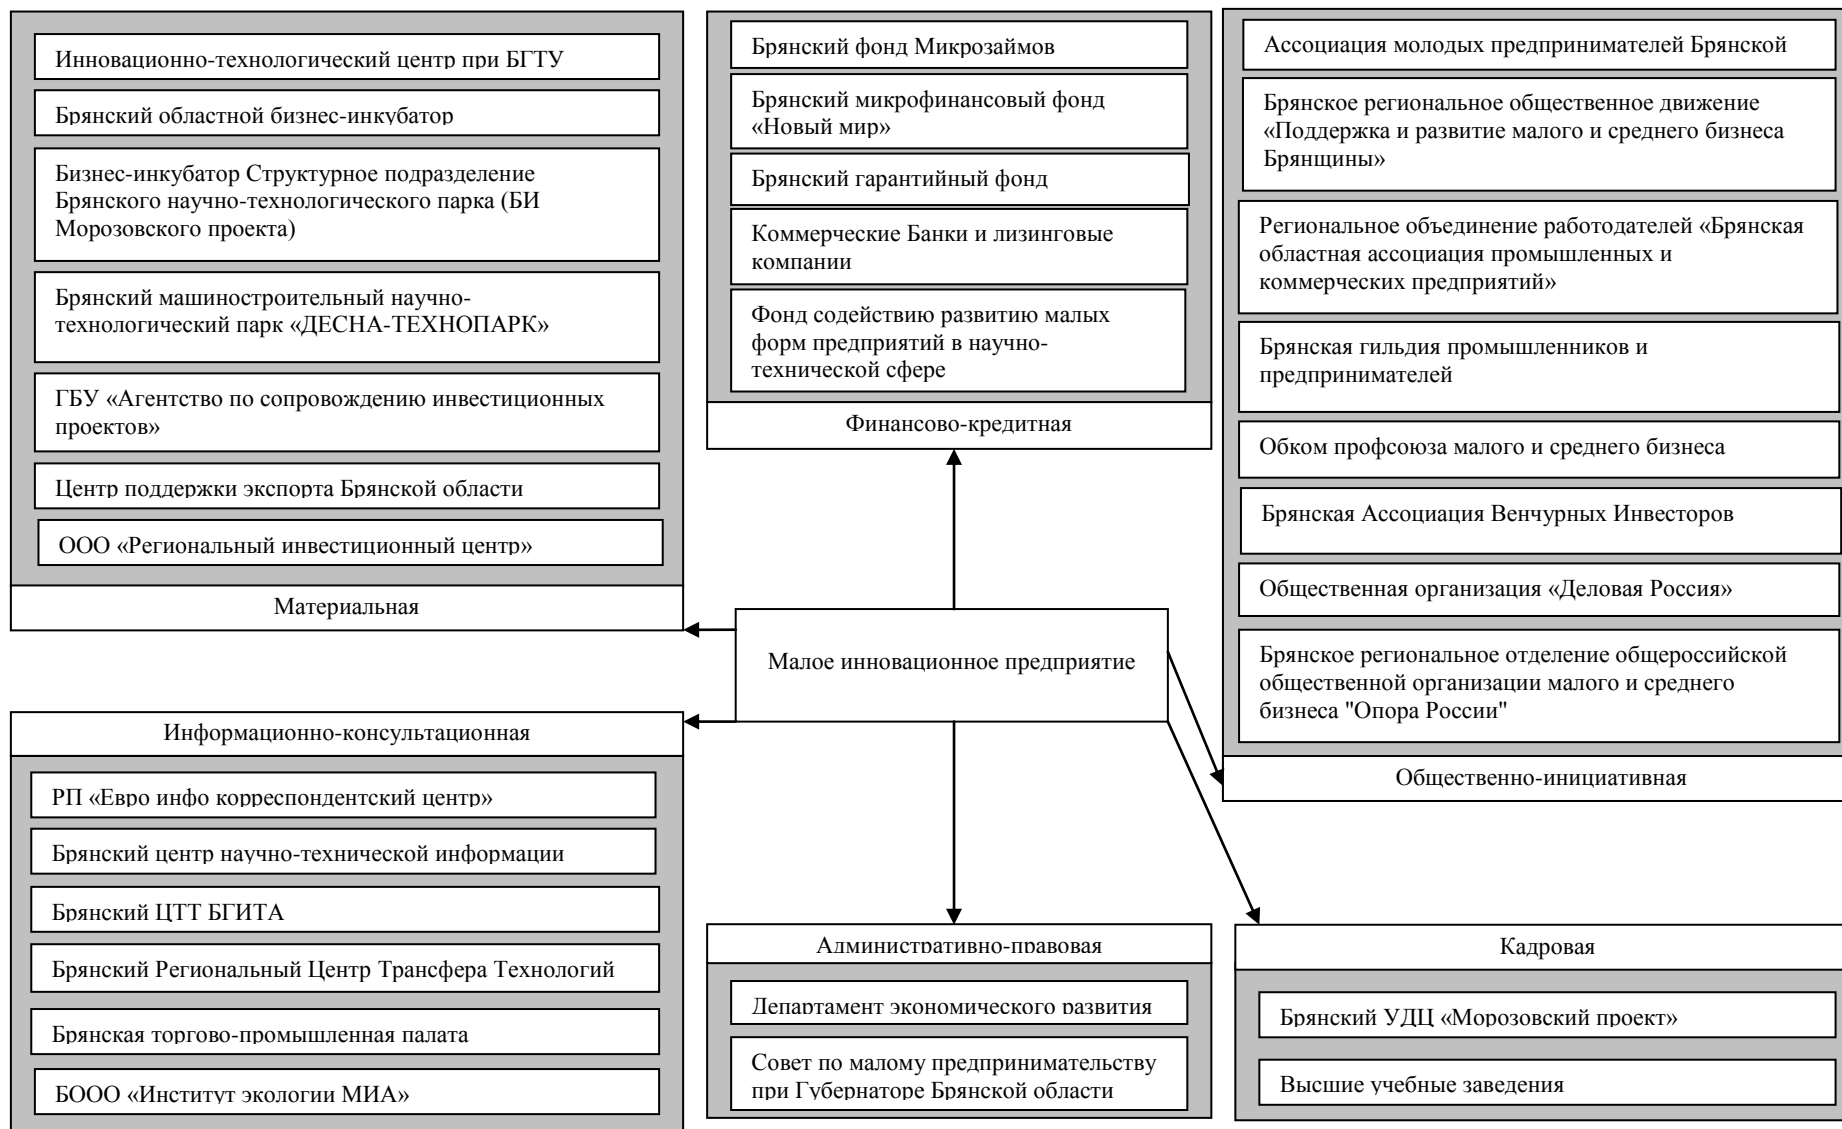 Инновационно-технологический центр при БГТУ
Брянский областной бизнес-инкубатор
Бизнес-инкубатор Структурное подразделение
Брянского научно-технологического парка (БИ
Морозовского проекта)
Брянский машиностроительный научно-
технологический парк «ДЕСНА-ТЕХНОПАРК»
ГБУ «Агентство по сопровождению инвестиционных
проектов»
Центр поддержки экспорта Брянской области
ООО «Региональный инвестиционный центр»
Материальная
Брянский фонд Микрозаймов
Брянский микрофинансовый фонд
«Новый мир»
Брянский гарантийный фонд
Коммерческие Банки и лизинговые
компании
Фонд содействию развитию малых
форм предприятий в научно-
технической сфере
Финансово-кредитная
Ассоциация молодых предпринимателей Брянской
Брянское региональное общественное движение
«Поддержка и развитие малого и среднего бизнеса
Брянщины»
Региональное объединение работодателей «Брянская
областная ассоциация промышленных и
коммерческих предприятий»
Брянская гильдия промышленников и
предпринимателей
Обком профсоюза малого и среднего бизнеса
Брянская Ассоциация Венчурных Инвесторов
Общественная организация «Деловая Россия»
Брянское региональное отделение общероссийской
общественной организации малого и среднего
бизнеса "Опора России"
Общественно-инициативная
Малое инновационное предприятие
Информационно-консультационная
РП «Евро инфо корреспондентский центр»
Брянский центр научно-технической информации
Брянский ЦТТ БГИТА
Брянский Региональный Центр Трансфера Технологий
Брянская торгово-промышленная палата
БООО «Институт экологии МИА»
Административно-правовая
Департамент экономического развития
Совет по малому предпринимательству
при Губернаторе Брянской области
Кадровая
Брянский УДЦ «Морозовский проект»
Высшие учебные заведения